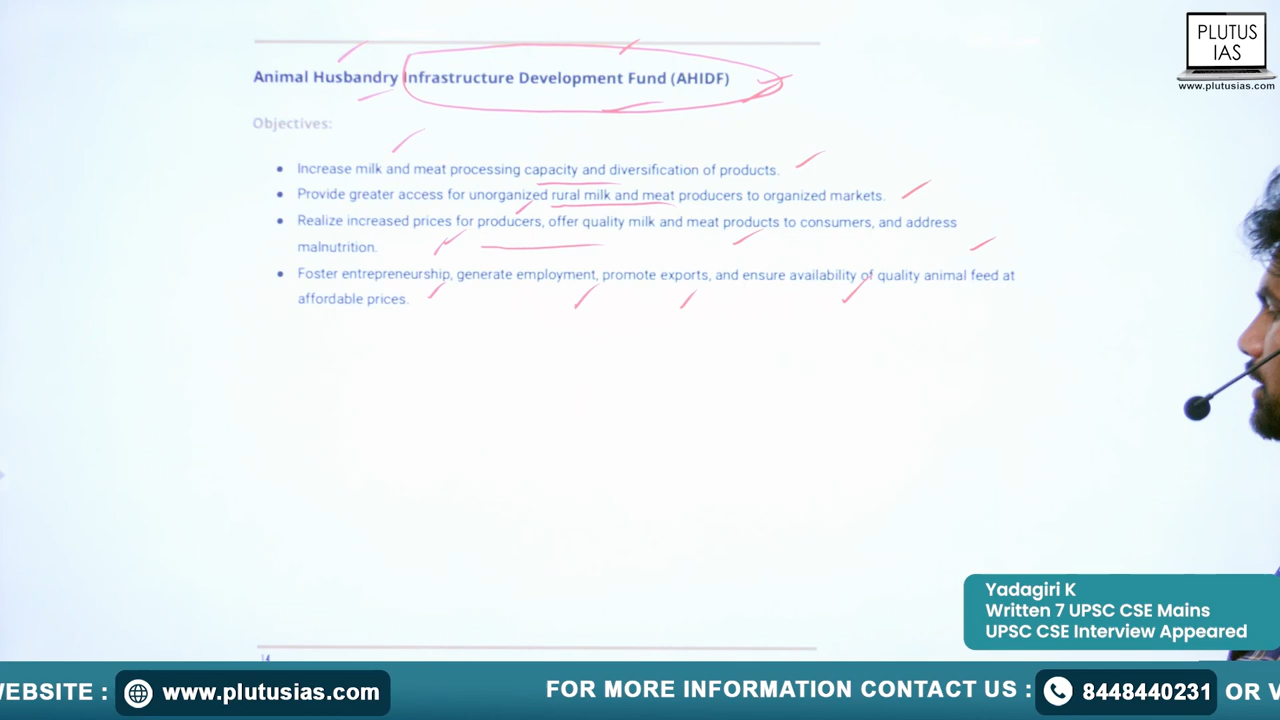 PLUTUS
IAS
www.plutusias.com
Animal Husbandry Infrastructure Development Fund (AHIDF)
Objectives:
• Increase milk and meat processing capacity and diversification of products.
• Provide greater access for unorganized rural milk and meat producers to organized markets.
• Realize increased prices for producers, offer quality milk and meat products to consumers, and address
malnutrition.
• Foster entrepreneurship, generate employment, promote exports, and ensure availability of quality animal feed at
affordable prices.
Yadagiri K
Written 7 UPSC CSE Mains
UPSC CSE Interview Appeared
EBSITE : www.plutusias.com FOR MORE INFORMATION CONTACT US : 8448440231 OR